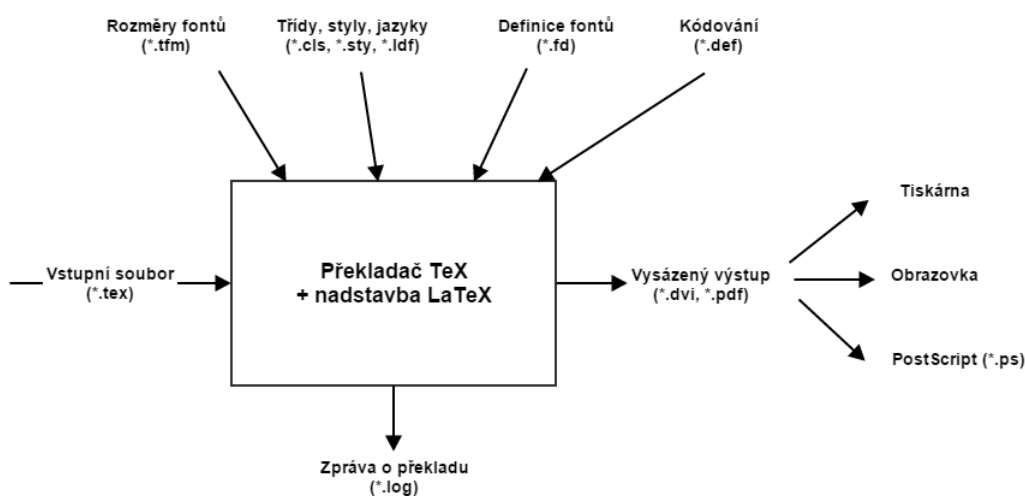 Rozměry fontů
(*.tfm)
Třídy, styly, jazyky
(*.cls, *.sty, *.ldf)
Definice fontů
(*.fd)
Kódování
(*.def)
Vstupní soubor
(*.tex)
Překladač TeX
+ nadstavba LaTeX
Vysázený výstup
(*.dvi, *.pdf)
Tiskárna
Obrazovka
PostScript (*.ps)
Zpráva o překladu
(*.log)